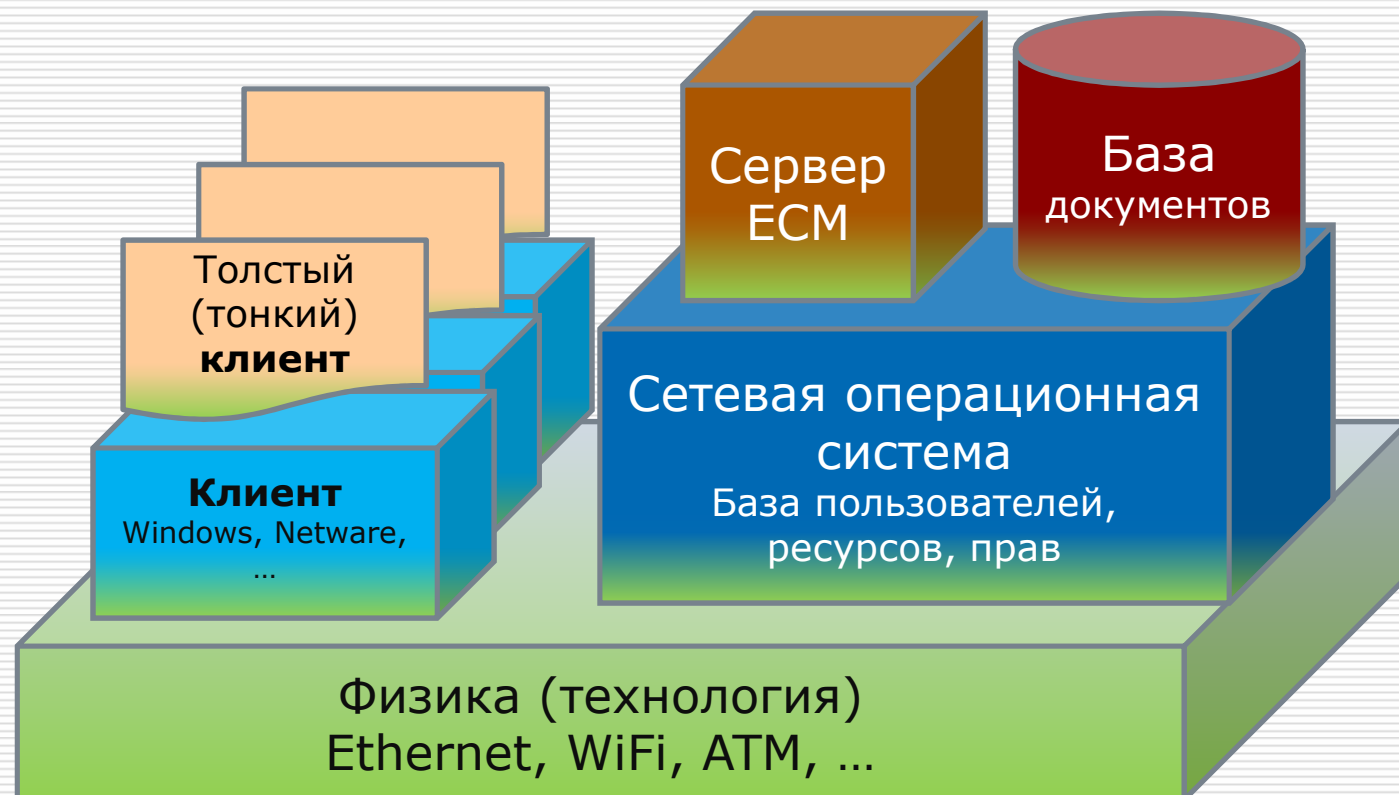 Сервер
ECM
База
документов
Толстый
(тонкий)
клиент
Сетевая операционная
система
База пользователей,
ресурсов, прав
Клиент
Windows, Netware,
…
Физика (технология)
Ethernet, WiFi, ATM, …